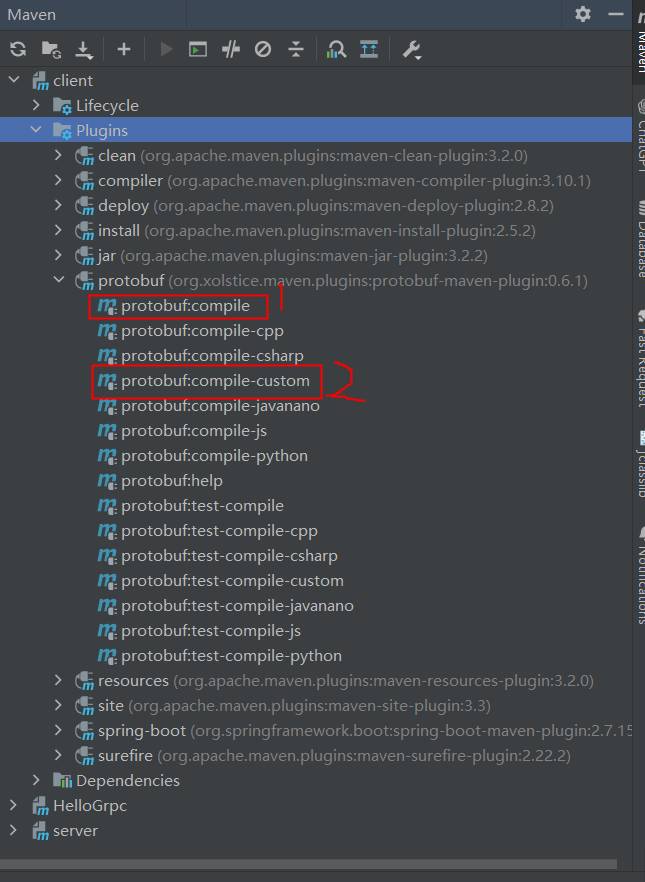 Maven
client
Lifecycle
Plugins
clean (org.apache.maven.plugins:maven-clean-plugin:3.2.0)
compiler (org.apache.maven.plugins:maven-compiler-plugin:3.10.1)
deploy (org.apache.maven.plugins:maven-deploy-plugin:2.8.2)
install (org.apache.maven.plugins:maven-install-plugin:2.5.2)
jar (org.apache.maven.plugins:maven-jar-plugin:3.2.2)
protobuf (org.xolstice.maven.plugins:protobuf-maven-plugin:0.6.1)
protobuf:compile 1
protobuf:compile-cpp
protobuf:compile-csharp
protobuf:compile-custom 2
protobuf:compile-javanano
protobuf:compile-js
protobuf:compile-python
protobuf:help
protobuf:test-compile
protobuf:test-compile-cpp
protobuf:test-compile-csharp
protobuf:test-compile-custom
protobuf:test-compile-javanano
protobuf:test-compile-js
protobuf:test-compile-python
resources (org.apache.maven.plugins:maven-resources-plugin:3.2.0)
site (org.apache.maven.plugins:maven-site-plugin:3.3)
spring-boot (org.springframework.boot:spring-boot-maven-plugin:2.7.15
surefire (org.apache.maven.plugins:maven-surefire-plugin:2.22.2)
Dependencies
HelloGrpc
server
Maven
ChatGPT
Database
Fast Request
jclasslib
Notifications